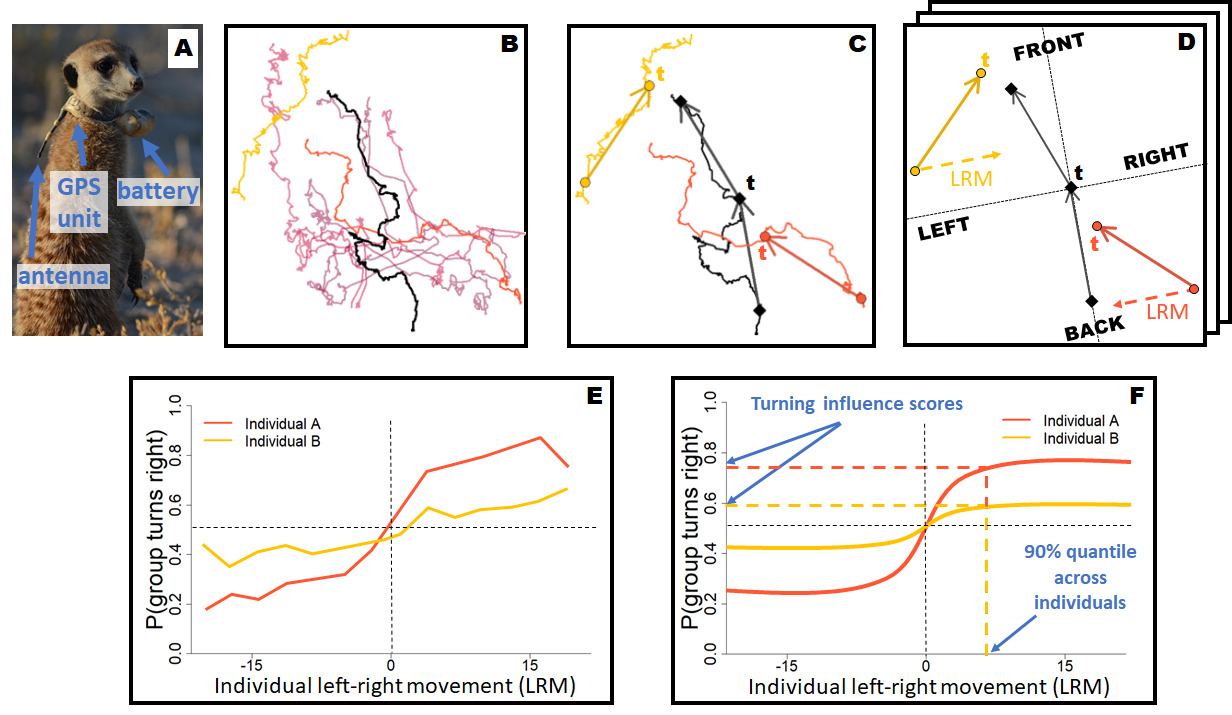 A
GPS
unit
battery
antenna
B
C
t
t
t
D
FRONT
t
t
RIGHT
LRM
LEFT
t
LRM
BACK
E
1.0
0.8
0.6
0.4
0.2
0.0
P(group turns right)
Individual A
Individual B
-15
0
15
Individual left-right movement (LRM)
F
Turning influence scores
1.0
0.8
0.6
0.4
0.2
0.0
P(group turns right)
Individual A
Individual B
90% quantile
across
individuals
-15
0
15
Individual left-right movement (LRM)